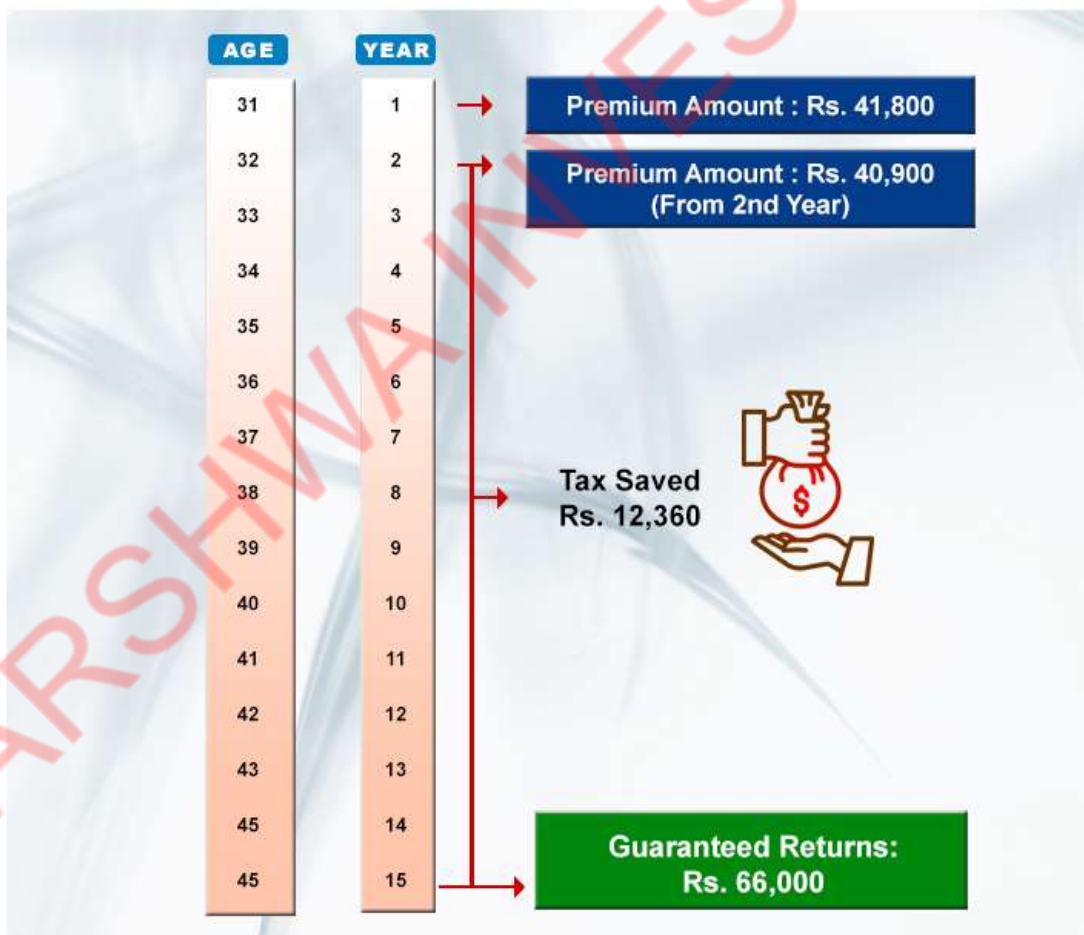 AGE YEAR
31 1 Premium Amount : Rs. 41,800
32 2 Premium Amount : Rs. 40,900
(From 2nd Year)
33 3
34 4
35 5
36 6
37 7
38 8 Tax Saved
Rs. 12,360
$
39 9
40 10
41 11
42 12
43 13
45 14 Guaranteed Returns:
45 15 Rs. 66,000
ARSHWA INVES